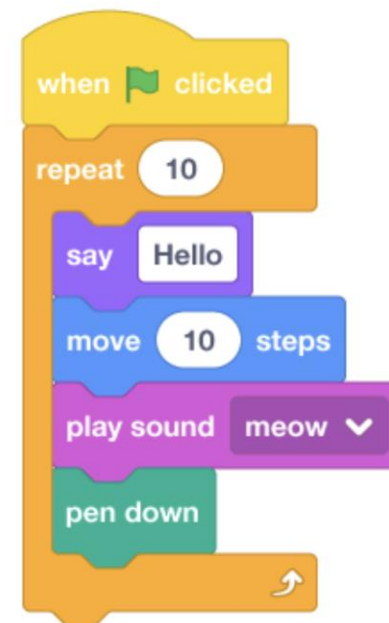 when clicked
repeat 10
say Hello
move 10 steps
play sound meow
pen down